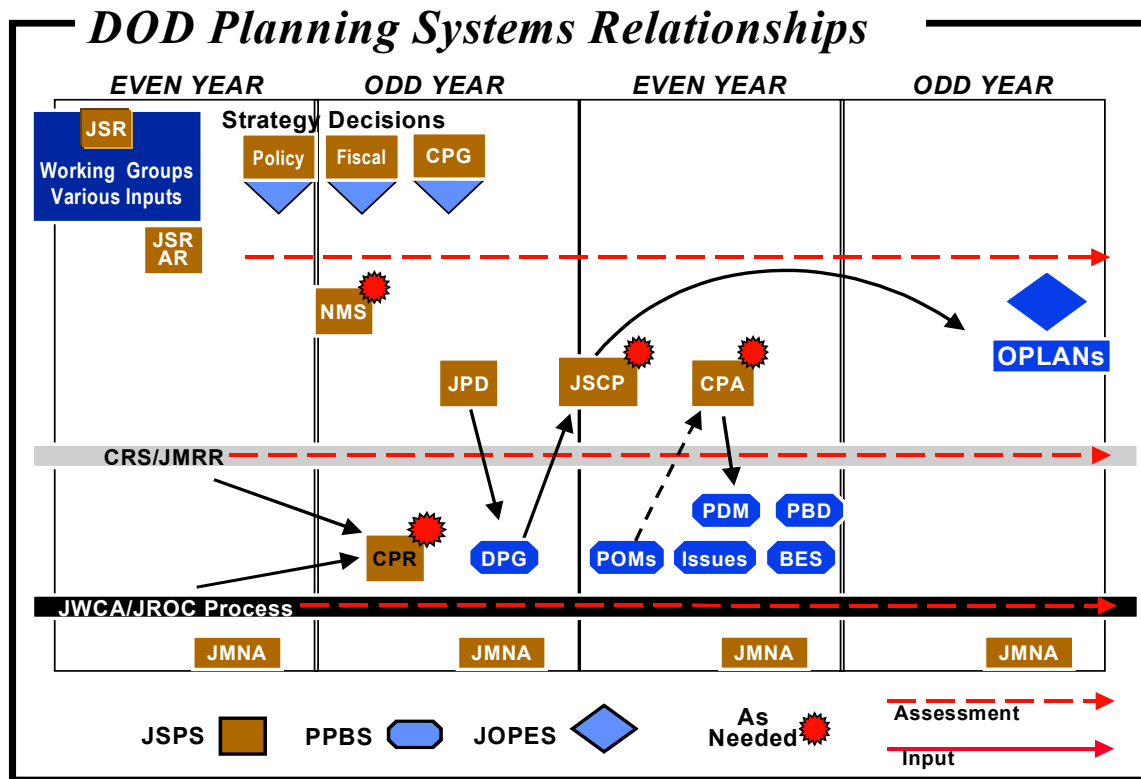 DOD Planning Systems Relationships
EVEN YEAR
ODD YEAR
EVEN YEAR
ODD YEAR
JSR
Working Groups
Various Inputs
Strategy Decisions
Policy
Fiscal
CPG
JSR
AR
NMS
JPD
JSCP
CPA
OPLANs
CRS/JMRR
PDM
PBD
CPR
DPG
POMs
Issues
BES
JWCA/JROC Process
JMNA
JMNA
JMNA
JMNA
JSPS
PPBS
JOPES
As
Needed
Assessment
Input